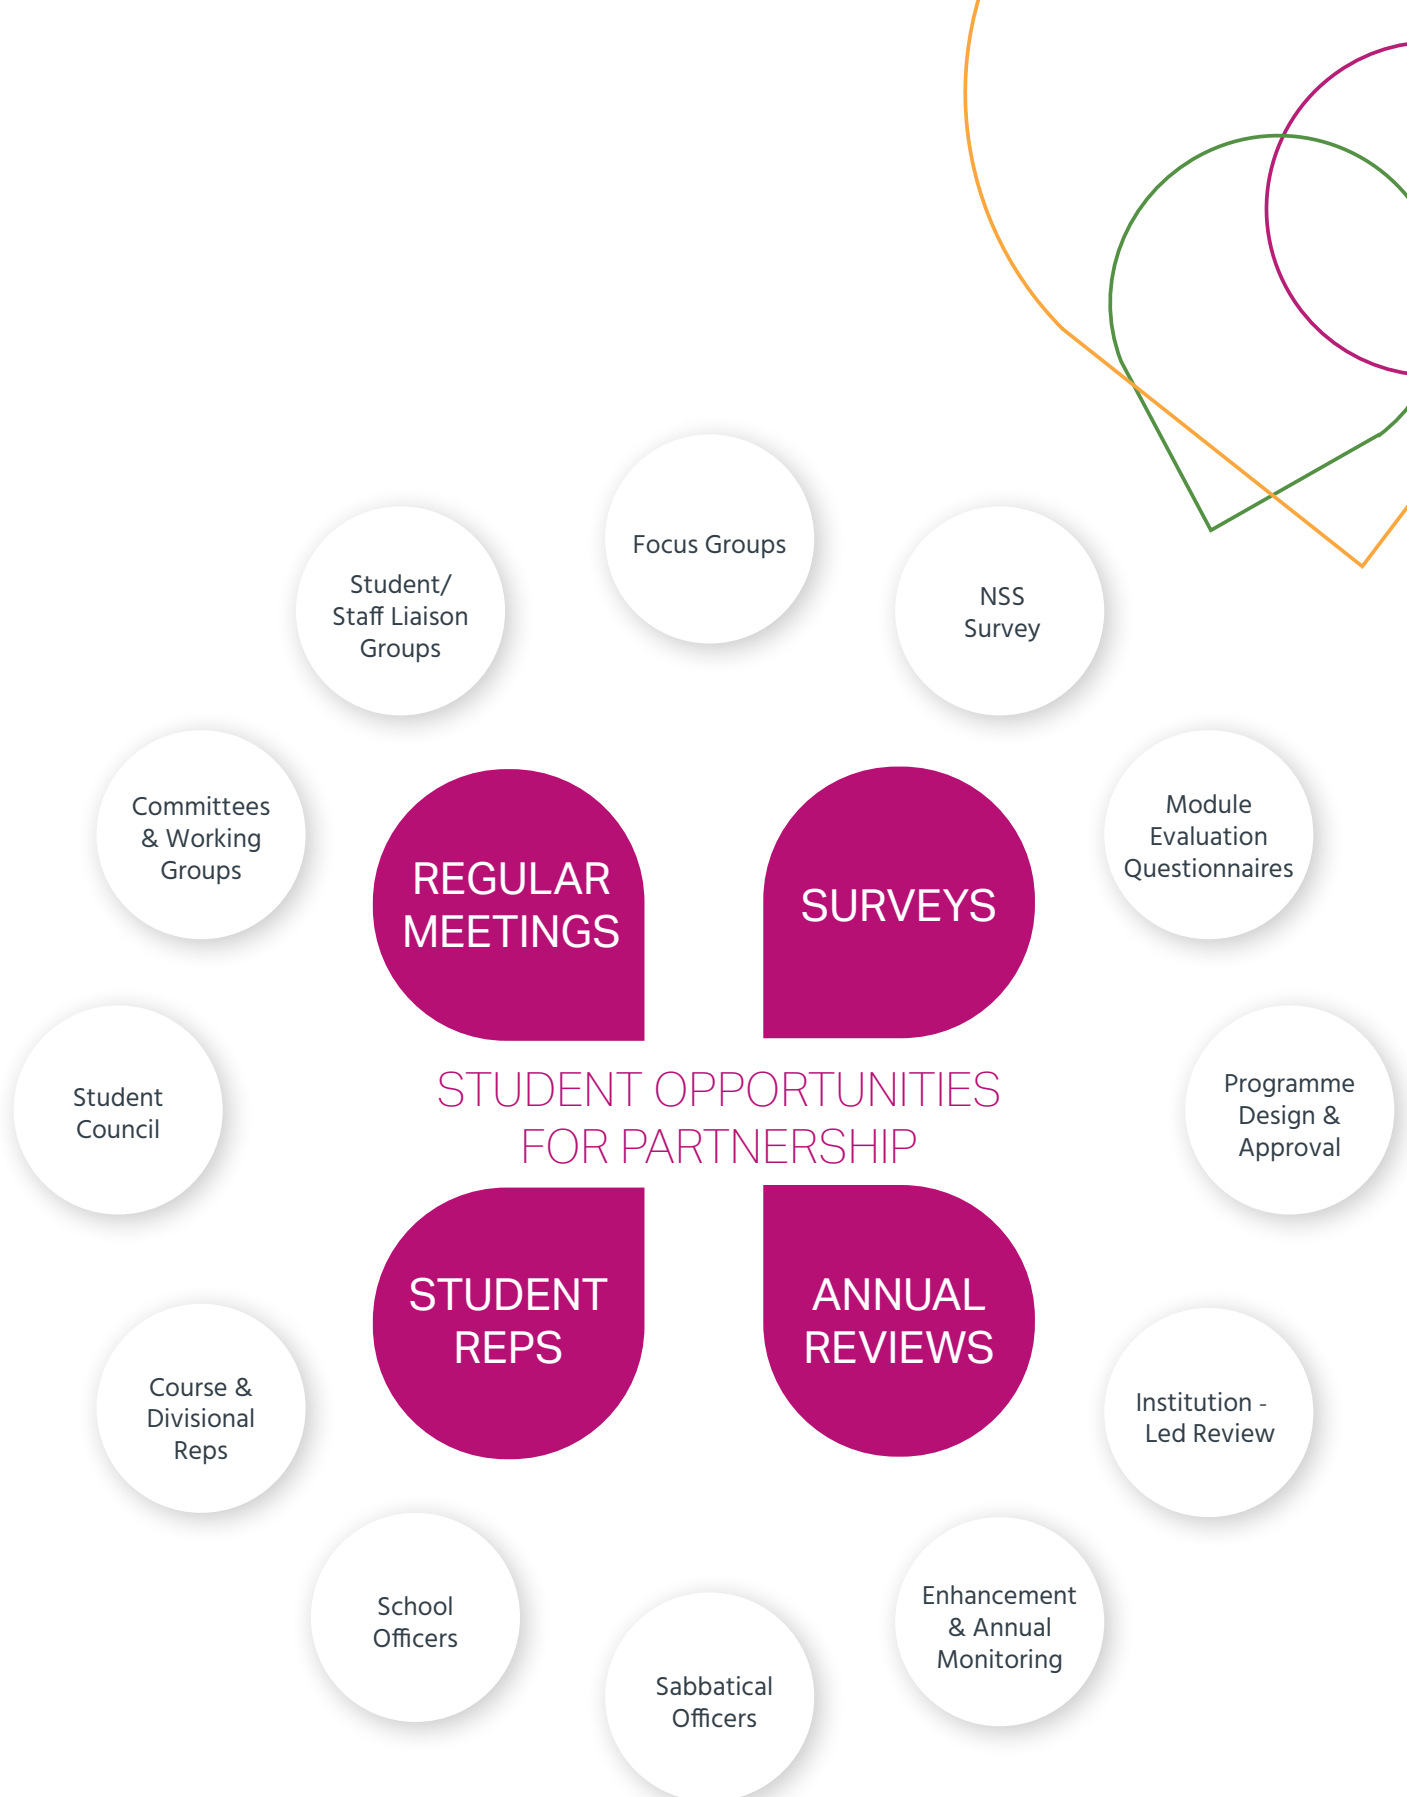 Focus Groups
Student/
Staff Liaison
Groups
NSS
Survey
Committees
& Working
Groups
Module
Evaluation
Questionnaires
REGULAR
MEETINGS
SURVEYS
Student
Council
STUDENT OPPORTUNITIES
FOR PARTNERSHIP
Programme
Design &
Approval
STUDENT
REPS
ANNUAL
REVIEWS
Course &
Divisional
Reps
Institution -
Led Review
School
Officers
Enhancement
& Annual
Monitoring
Sabbatical
Officers